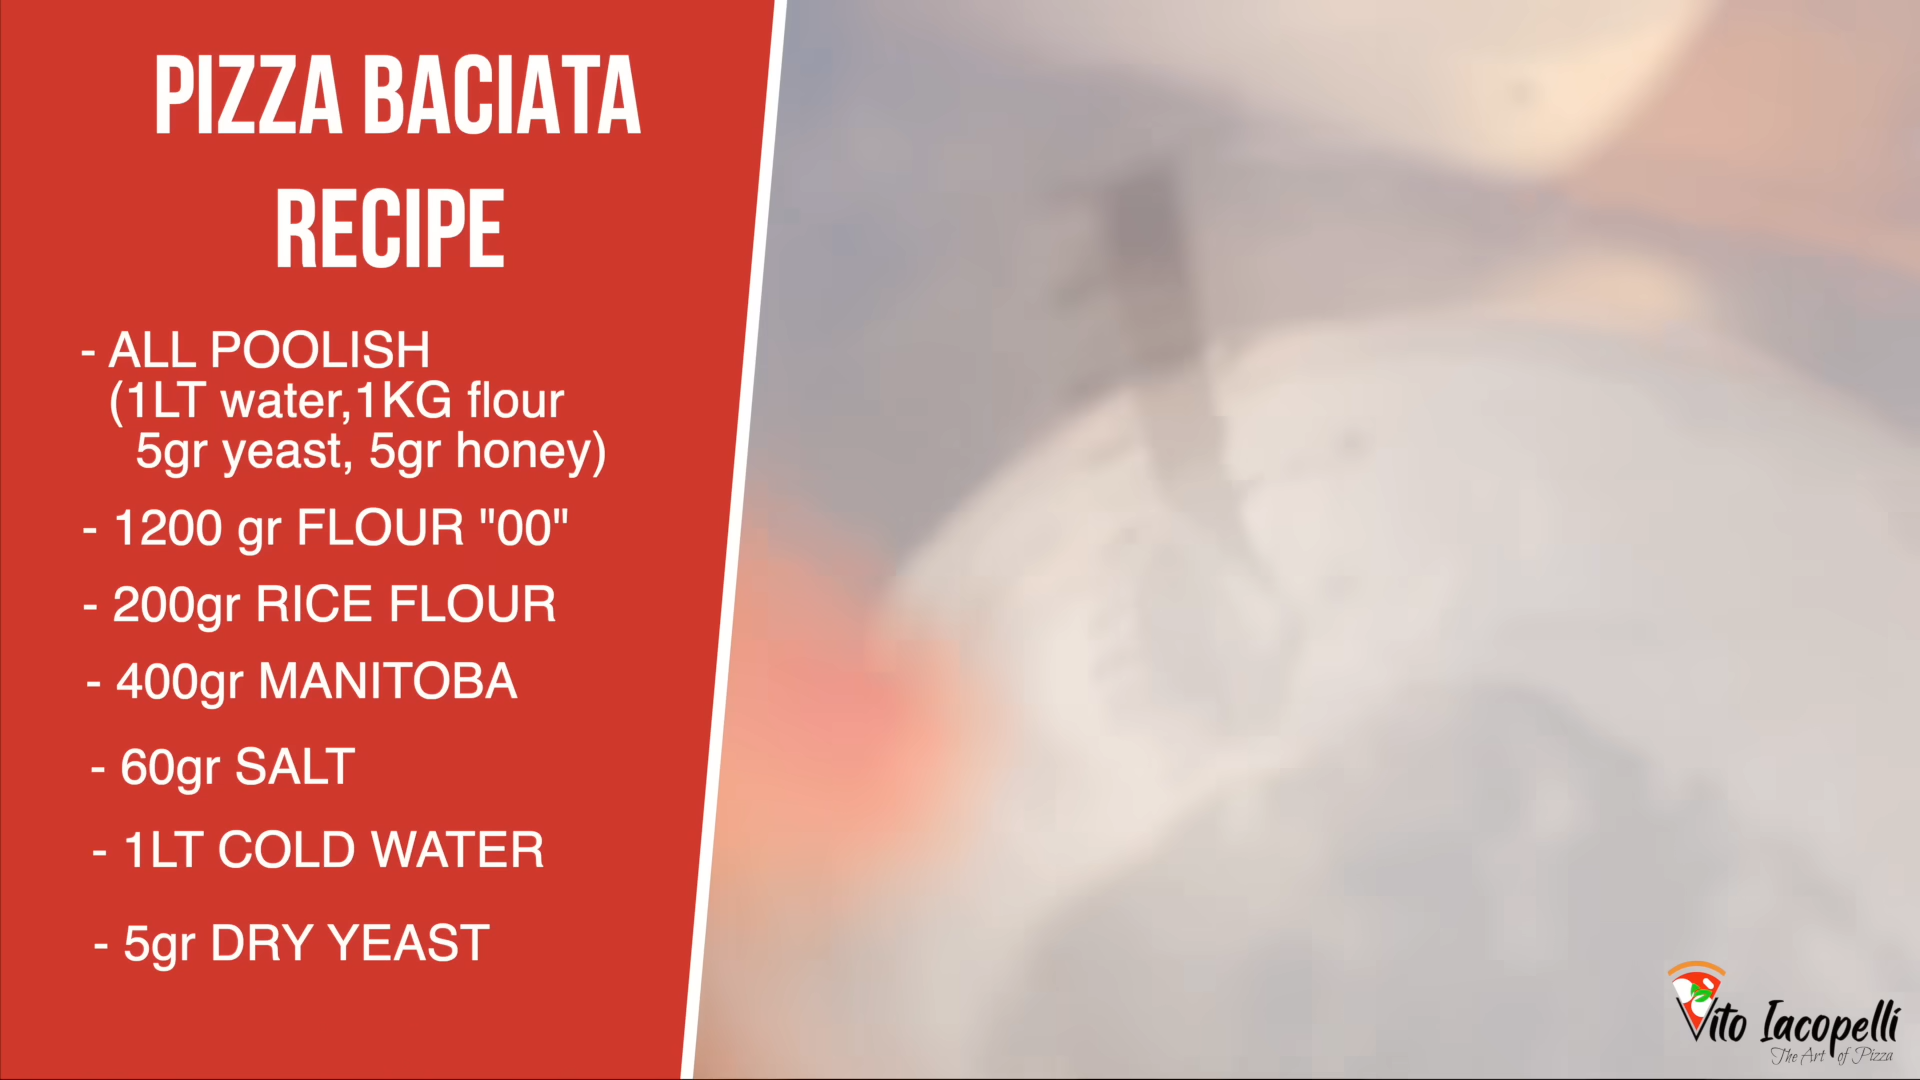 PIZZA BACIATA
RECIPE
- ALL POOLISH
(1LT water,1KG flour
5gr yeast, 5gr honey)
- 1200 gr FLOUR "00"
- 200gr RICE FLOUR
- 400gr MANITOBA
- 60gr SALT
- 1LT COLD WATER
- 5gr DRY YEAST
Vito Iacopelli
The Art of Pizza